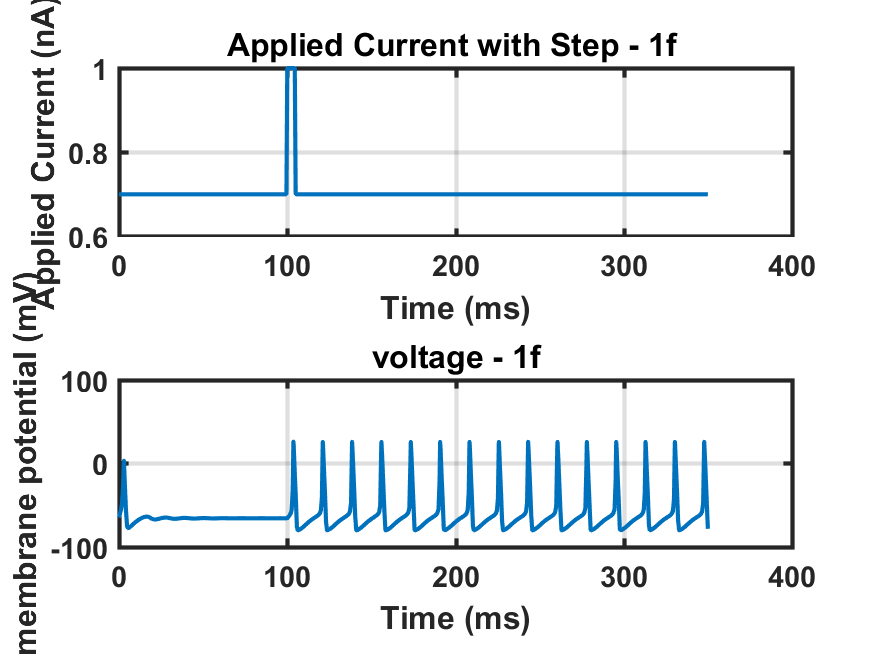 Applied Current with Step - 1f
Applied Current (nA)
1
0.8
0.6
0 100 200 300 400
Time (ms)
voltage - 1f
membrane potential (mV)
100
0
-100
0 100 200 300 400
Time (ms)